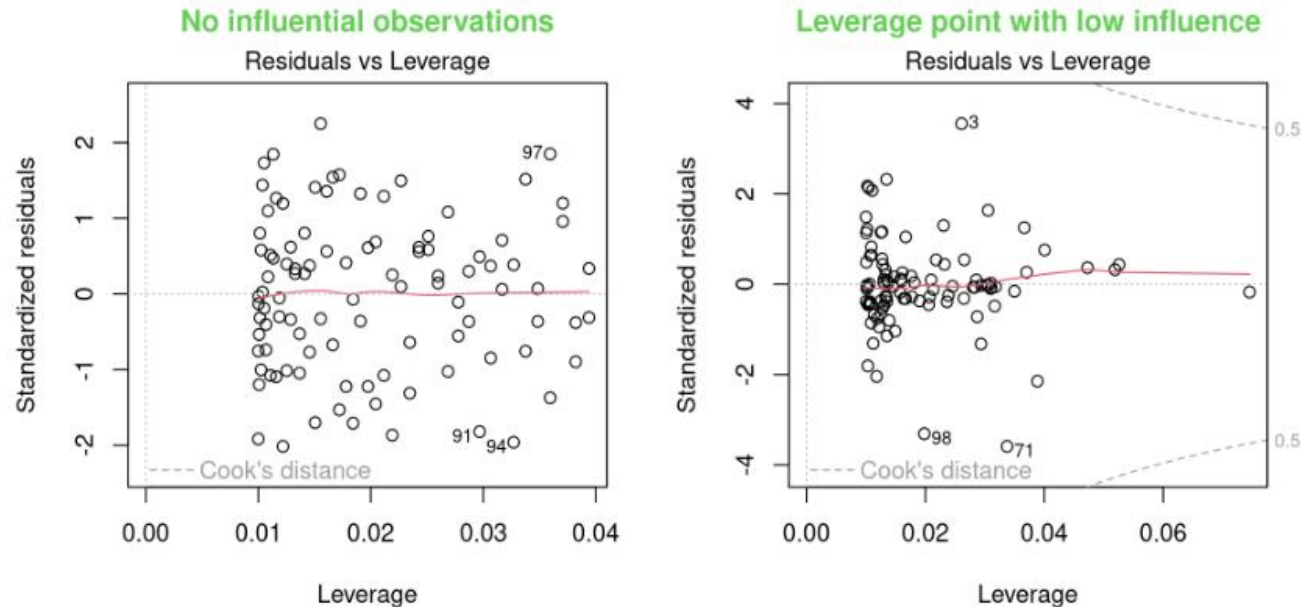 No influential observations
Residuals vs Leverage
Standardized residuals
2
1
0
-1
-2
97
91
94
Cook's distance
0.00
0.01
0.02
0.03
0.04
Leverage
Leverage point with low influence
Residuals vs Leverage
Standardized residuals
4
2
0
-2
-4
3
98
71
0.5
0.5
Cook's distance
0.00
0.02
0.04
0.06
Leverage